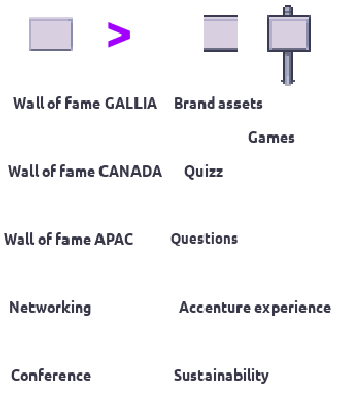 >
Wall of fame GALLIA Brand assets
Games
Wall of fame CANADA Quizz
Wall of fame APAC Questions
Networking Accenture experience
Conference Sustainability